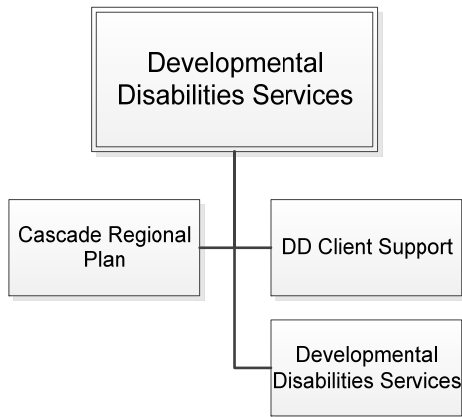 Developmental
Disabilities Services
Cascade Regional
Plan
DD Client Support
Developmental
Disabilities Services